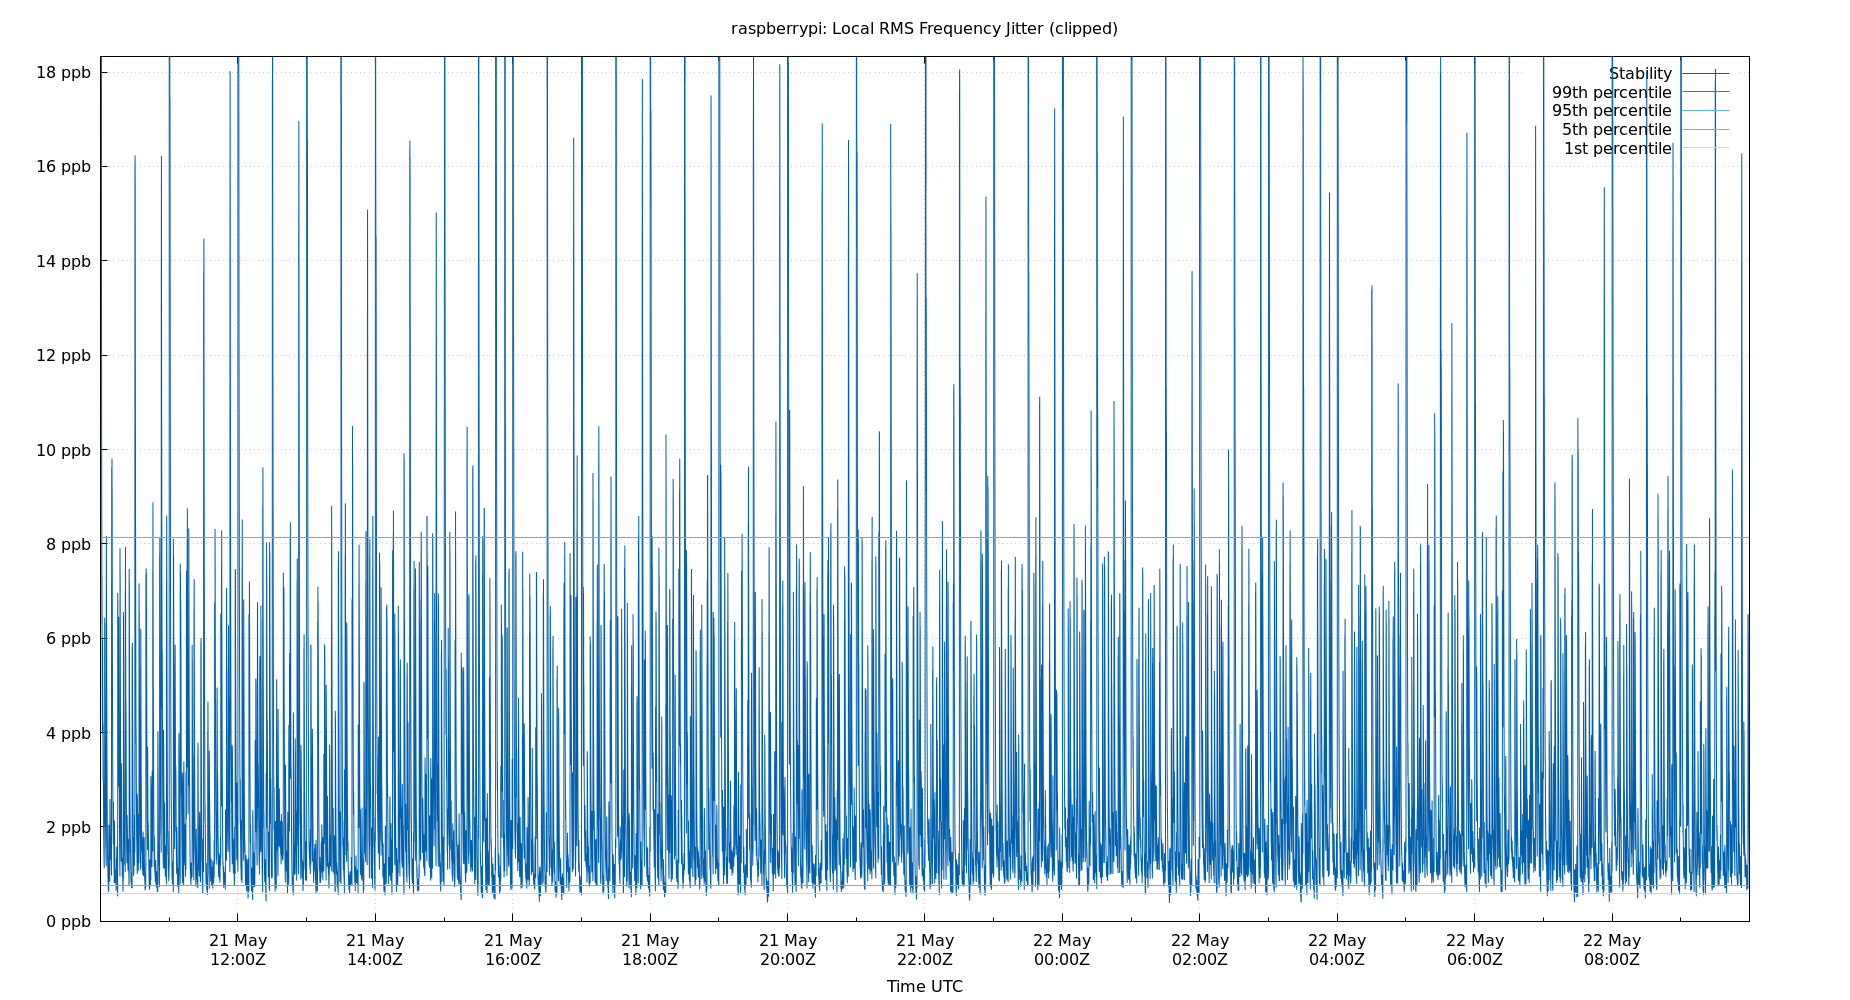 raspberrypi: Local RMS Frequency Jitter (clipped)
18 ppb
16 ppb
14 ppb
12 ppb
10 ppb
8 ppb
6 ppb
4 ppb
2 ppb
0 ppb
Stability
99th percentile
95th percentile
5th percentile
1st percentile
21 May 21 May 21 May 21 May 21 May 21 May 22 May 22 May 22 May 22 May 22 May
12:00Z 14:00Z 16:00Z 18:00Z 20:00Z 22:00Z 00:00Z 02:00Z 04:00Z 06:00Z 08:00Z
Time UTC